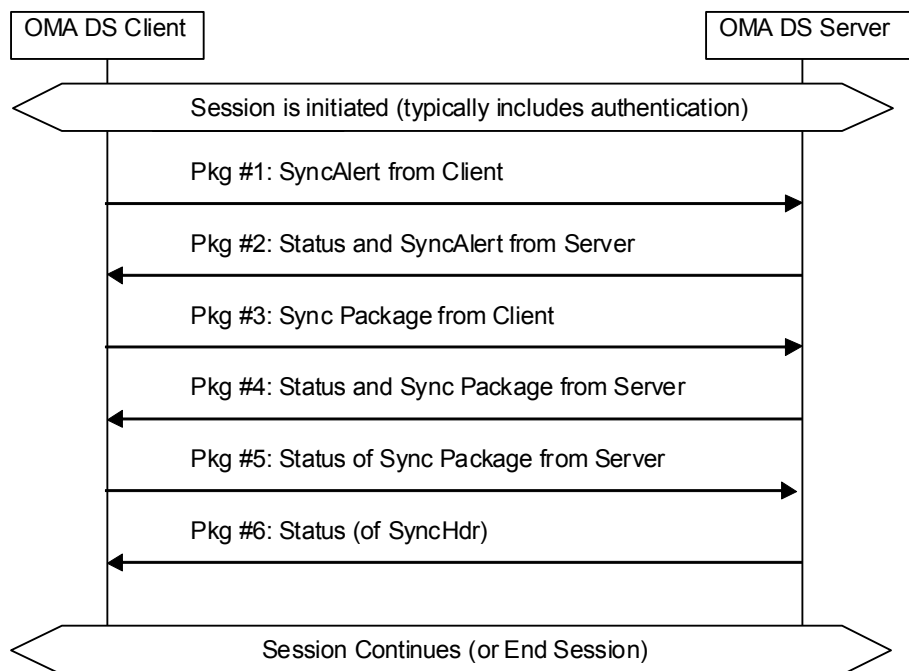 OMA DS Client
OMA DS Server
Session is initiated (typically includes authentication)
Pkg #1: SyncAlert from Client
Pkg #2: Status and SyncAlert from Server
Pkg #3: Sync Package from Client
Pkg #4: Status and Sync Package from Server
Pkg #5: Status of Sync Package from Server
Pkg #6: Status (of SyncHdr)
Session Continues (or End Session)